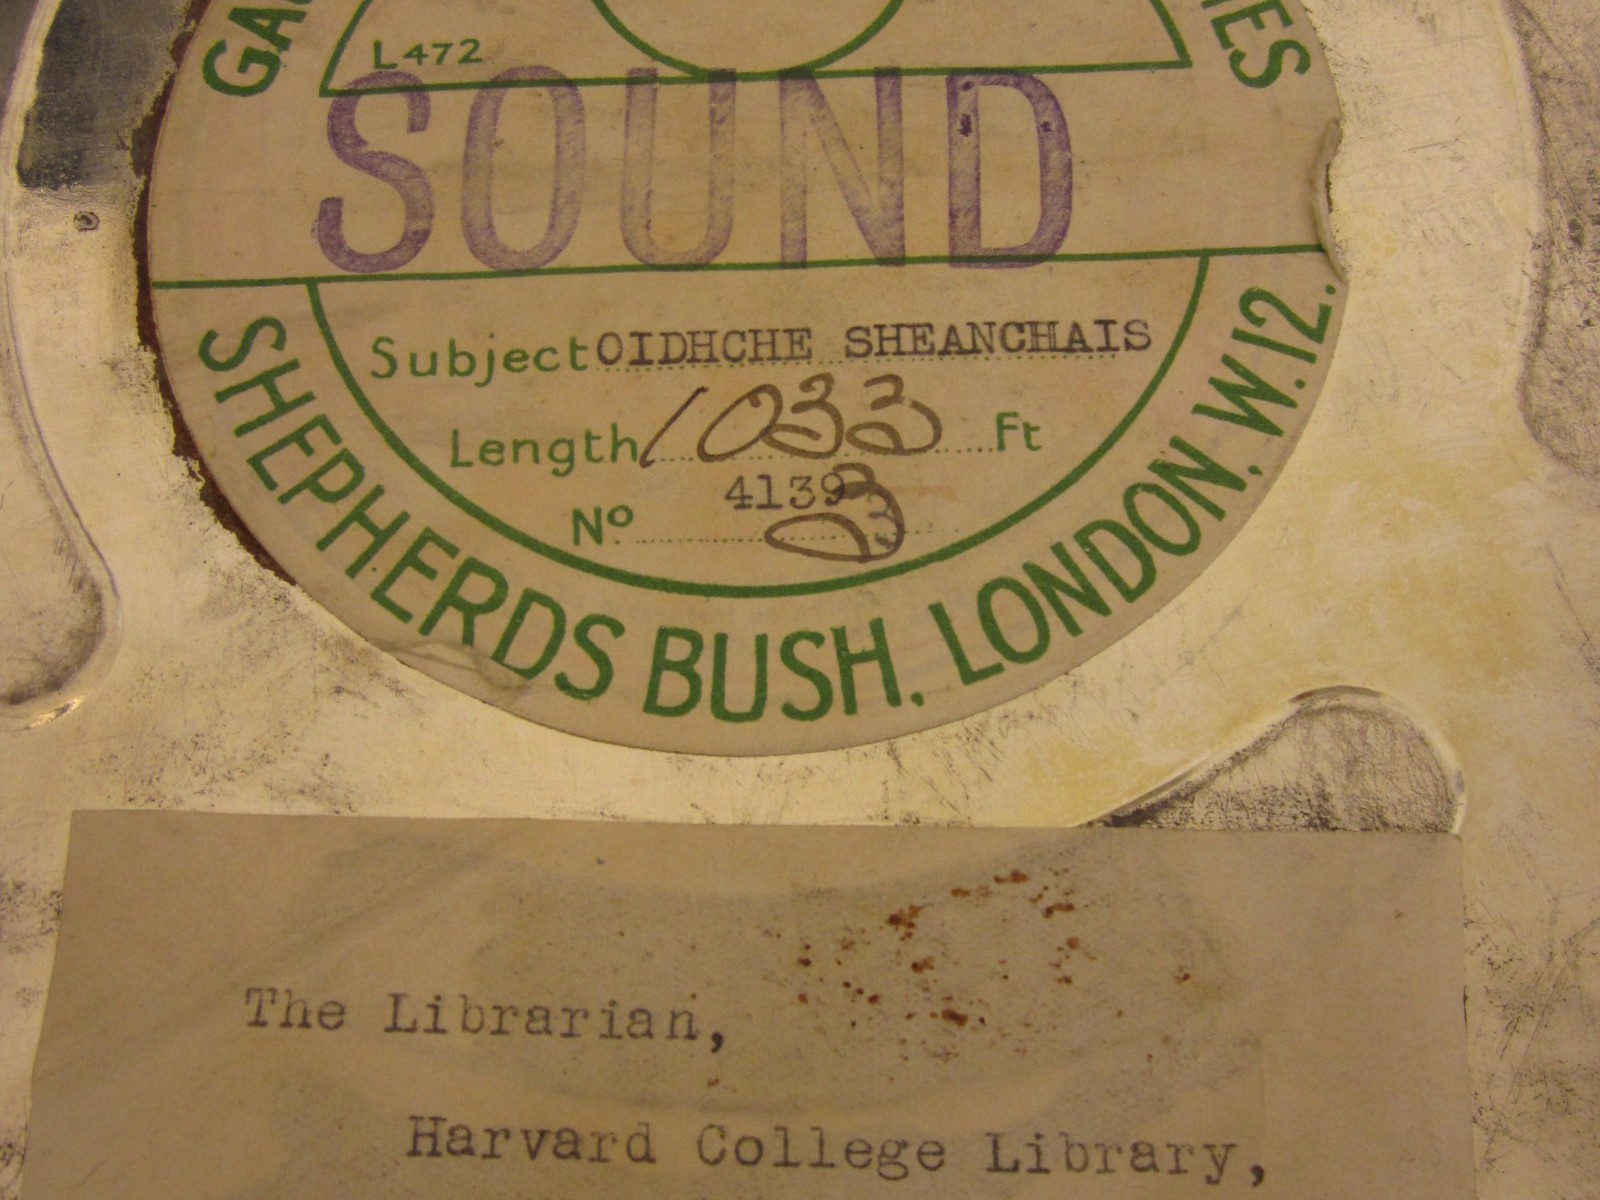 L472
SOUND
Subject OIDHCHE SHEANCHAIS
Length 1033 Ft
No. 4139
SHEPHERDS BUSH, LONDON, W.12.
The Librarian,
Harvard College Library,